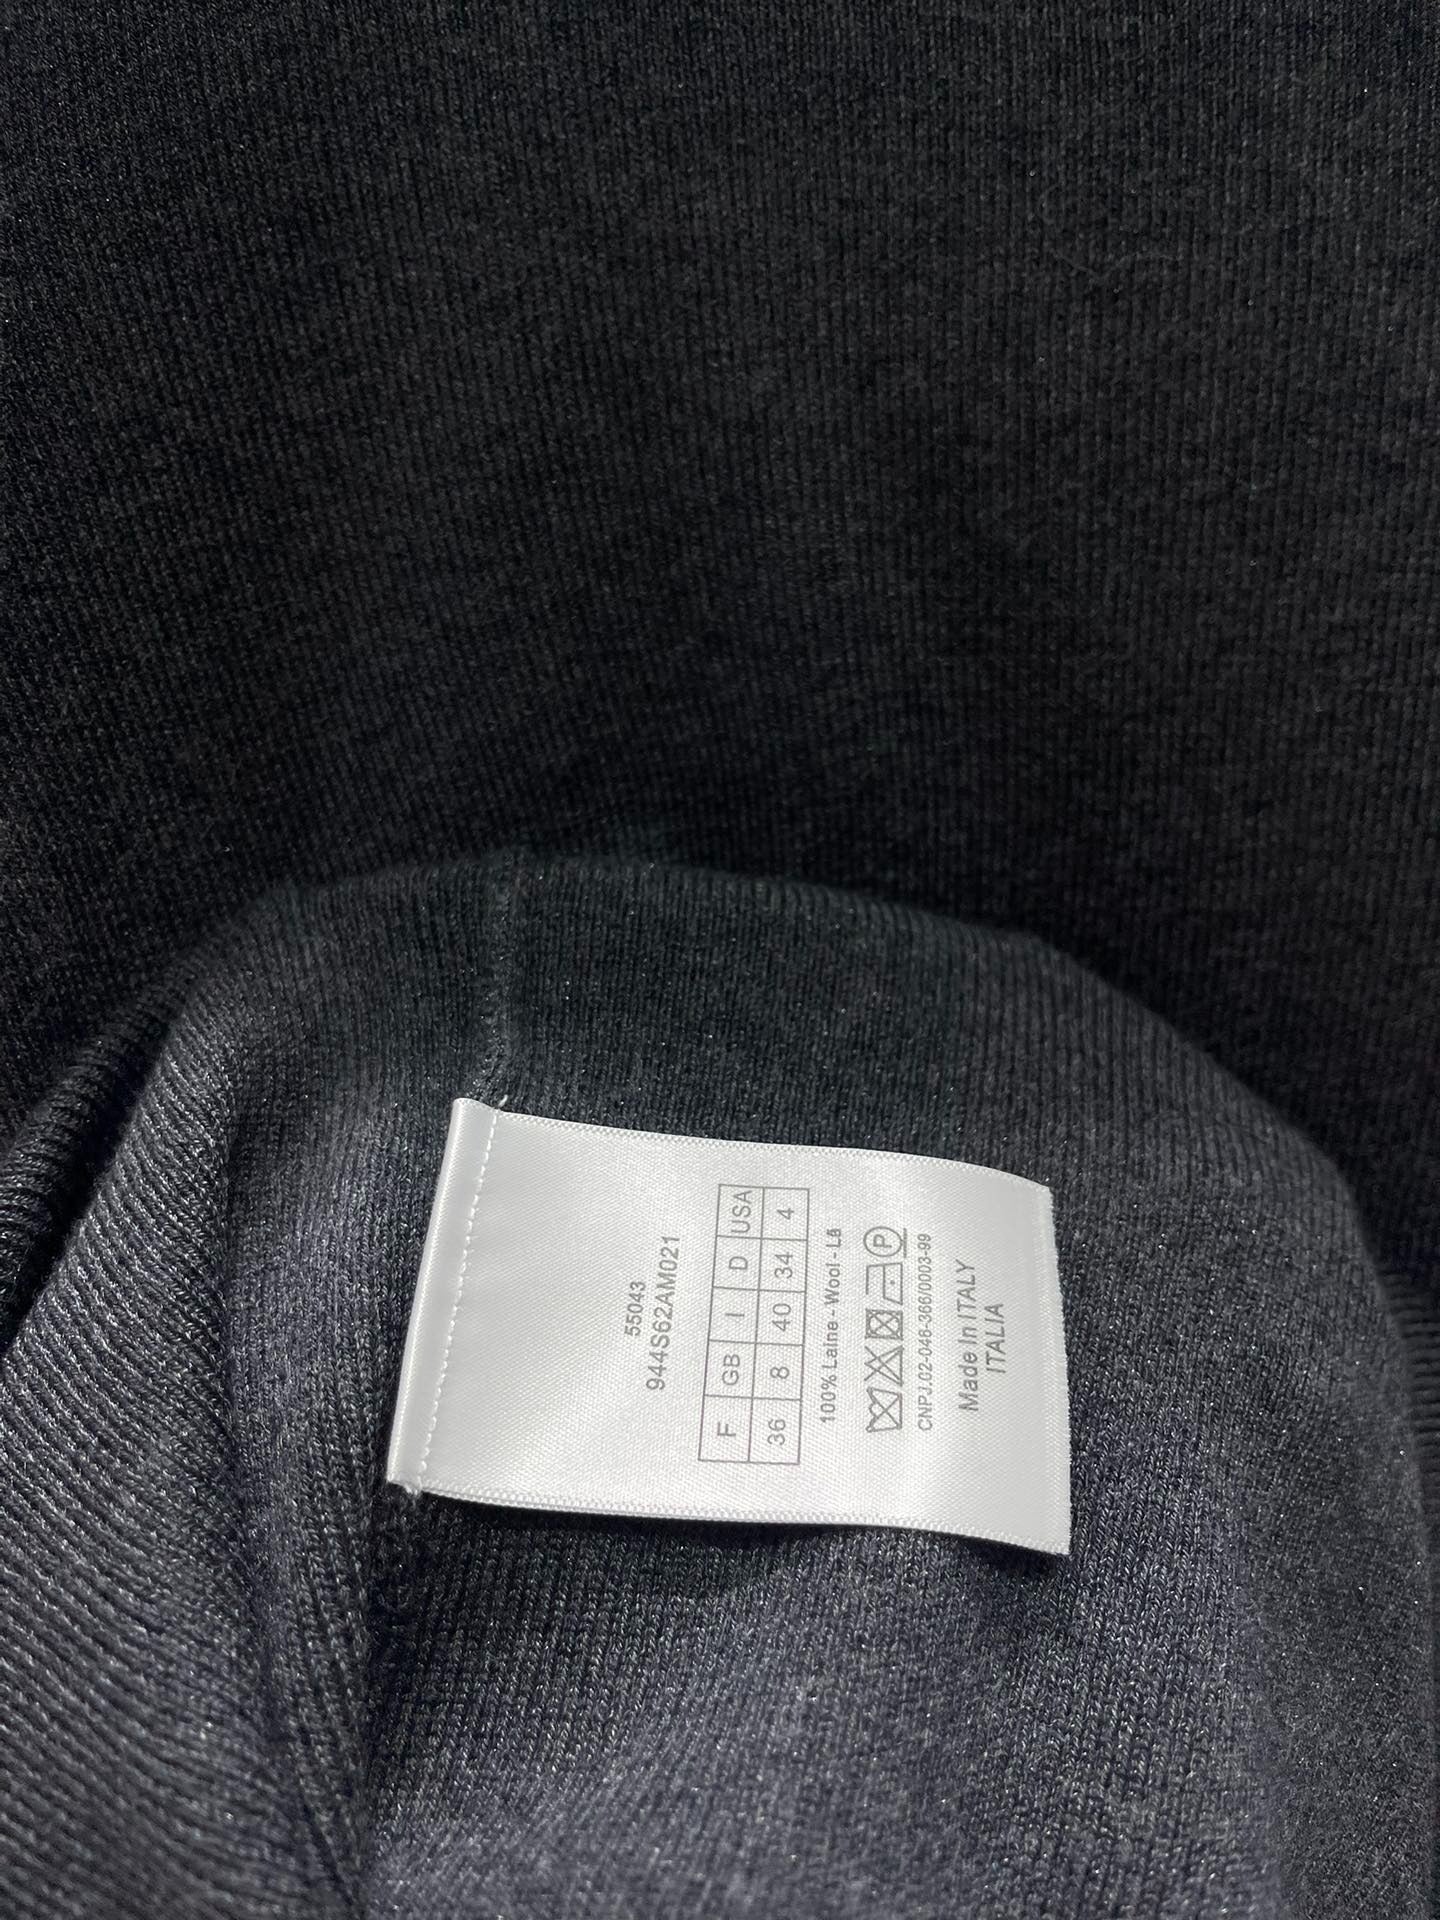 55043
944S62AM021
F GB I D USA
36 8 40 34 4
100% Laine - Wool - Lã
P
CNPJ.02-046-366/0003-99
Made In ITALY
ITALIA